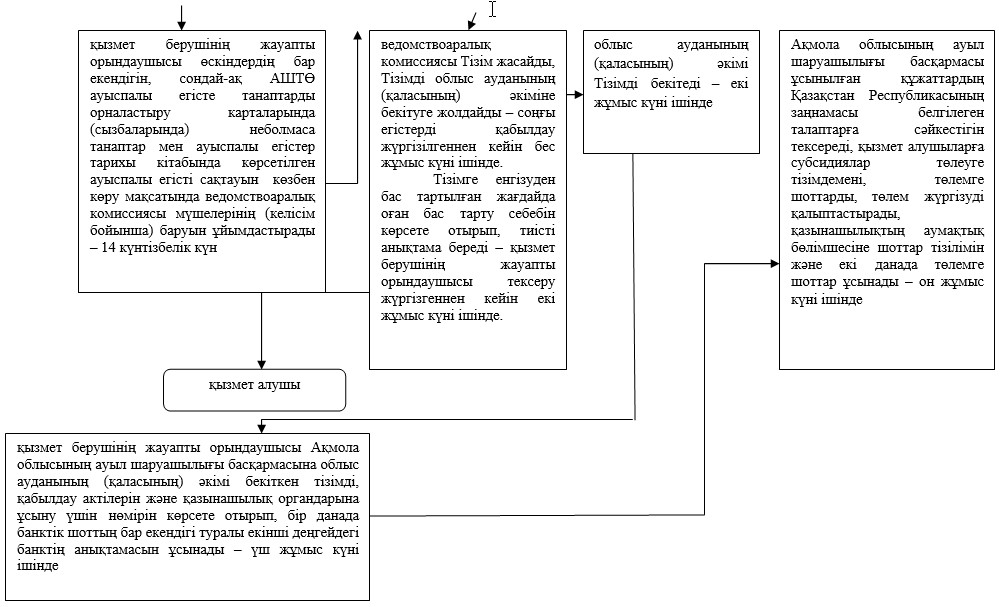 қызмет берушінің жауапты
орындаушысы өскіндердің бар
екендігін, сондай-ақ АШТӨ
ауыспалы егісте танаптарды
орналастыру карталарында
(сызбаларында) неболмаса
танаптар мен ауыспалы егістер
тарихы кітабында көрсетілген
ауыспалы егісті сақтауын көзбен
көру мақсатында ведомствоаралық
комиссиясы мүшелерінің (келісім
бойынша) баруын ұйымдастырады
– 14 күнтізбелік күн
ведомствоаралық
комиссиясы Тізім жасайды,
Тізімді облыс ауданының
(қаласының) әкіміне
бекітуге жолдайды – соңғы
егістерді қабылдау
жүргізілгеннен кейін бес
жұмыс күні ішінде.
Тізімге енгізуден
бас тартылған жағдайда
оған бас тарту себебін
көрсете отырып, тиісті
анықтама береді – қызмет
берушінің жауапты
орындаушысы тексеру
жүргізгеннен кейін екі
жұмыс күні ішінде.
облыс ауданының
(қаласының) әкімі
Тізімді бекітеді – екі
жұмыс күні ішінде
Ақмола облысының ауыл
шаруашылығы басқармасы
ұсынылған құжаттардың
Қазақстан Республикасының
заңнамасы белгілеген
талаптарға сәйкестігін
тексереді, қызмет алушыларға
субсидиялар төлеуге
тізімдемені, төлемге
шоттарды, төлем жүргізуді
қалыптастырады,
қазынашылықтың аумақтық
бөлімшесіне шоттар тізілімін
және екі данада төлемге
шоттар ұсынады – он жұмыс
күні ішінде
қызмет алушы
қызмет берушінің жауапты орындаушысы Ақмола
облысының ауыл шаруашылығы басқармасына облыс
ауданының (қаласының) әкімі бекіткен тізімді,
қабылдау актілерін және қазынашылық органдарына
ұсыну үшін нөмірін көрсете отырып, бір данада
банктік шоттың бар екендігі туралы екінші деңгейдегі
банктің анықтамасын ұсынады – үш жұмыс күні
ішінде